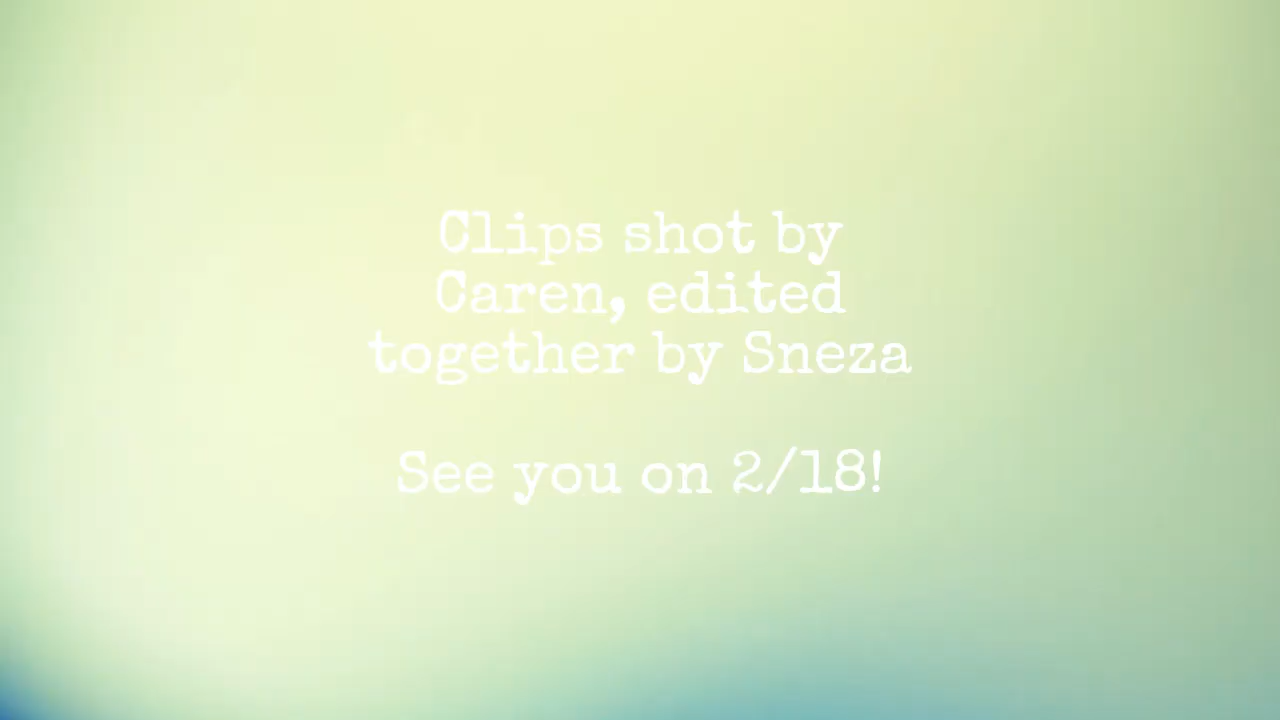 Clips shot by
Caren, edited
together by Sneza
See you on 2/18!